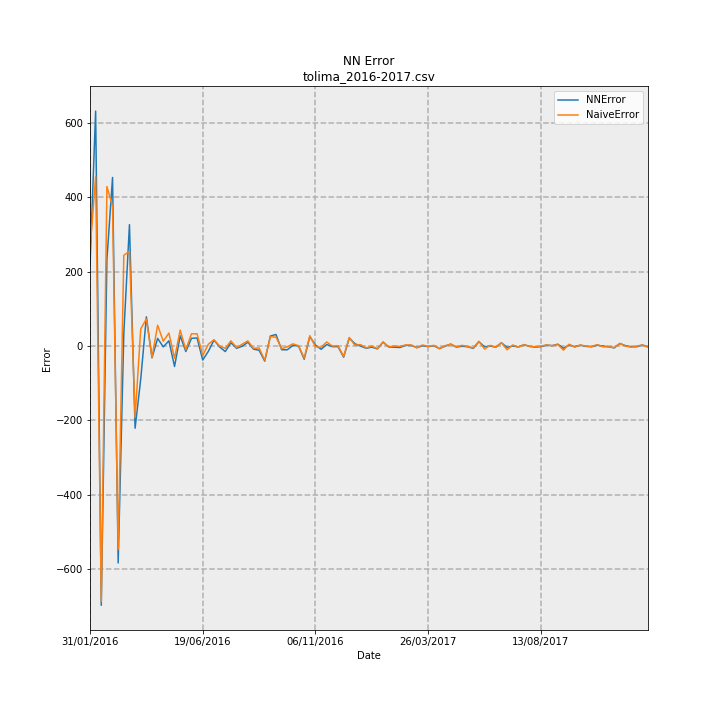 NN Error
tolima_2016-2017.csv
NNError
NaiveError
600
400
200
0
−200
−400
−600
Error
31/01/2016
19/06/2016
06/11/2016
26/03/2017
13/08/2017
Date